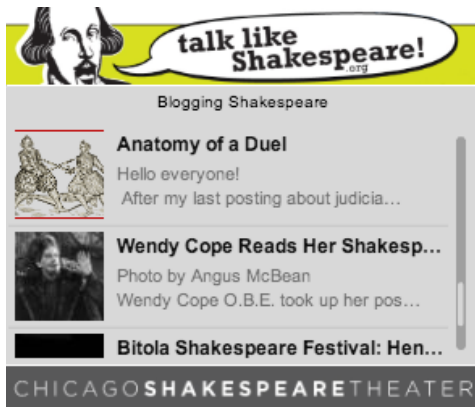 talk like
Shakespeare!
.org
Blogging Shakespeare
Anatomy of a Duel
Hello everyone!
After my last posting about judicia...
Wendy Cope Reads Her Shakesp...
Photo by Angus McBean
Wendy Cope O.B.E. took up her pos...
Bitola Shakespeare Festival: Hen...
CHICAGOSHAKESPEARETHEATER